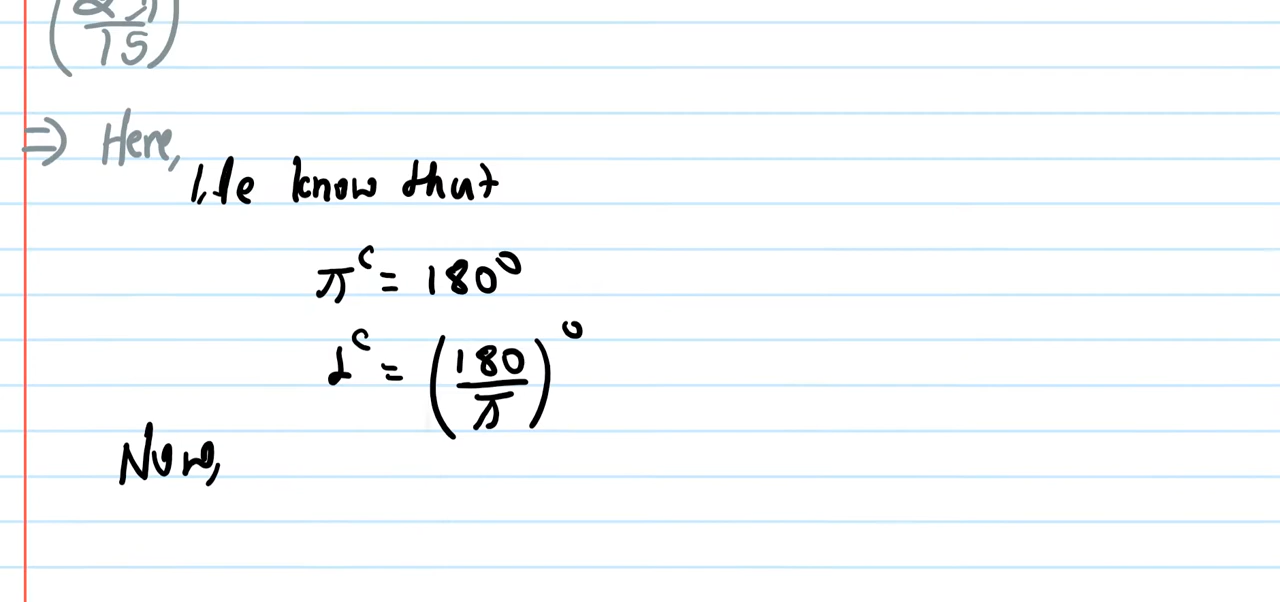 15
⇒ Here,
We know that
π^c = 180°
1^c = (180/π)°
Now,